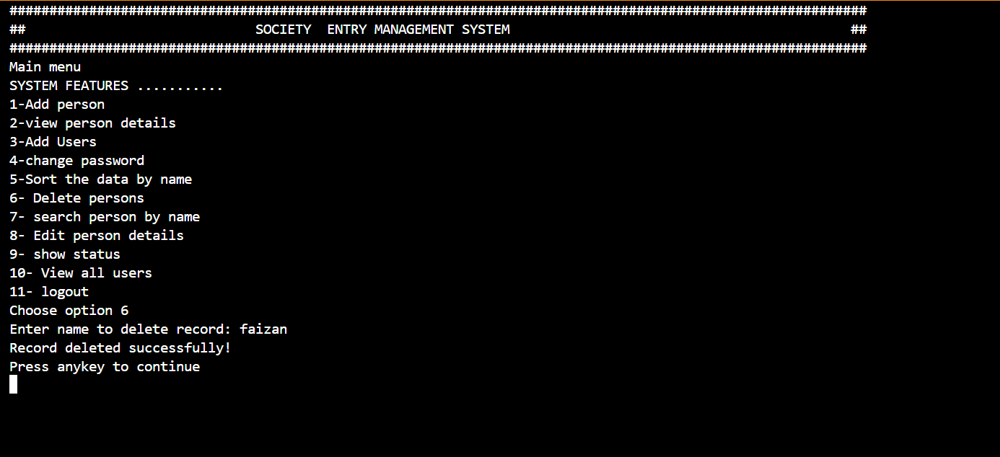 ############################################################################################################
## SOCIETY  ENTRY MANAGEMENT SYSTEM ##
############################################################################################################
Main menu
SYSTEM FEATURES ...........
1-Add person
2-view person details
3-Add Users
4-change password
5-Sort the data by name
6- Delete persons
7- search person by name
8- Edit person details
9- show status
10- View all users
11- logout
Choose option 6
Enter name to delete record: faizan
Record deleted successfully!
Press anykey to continue